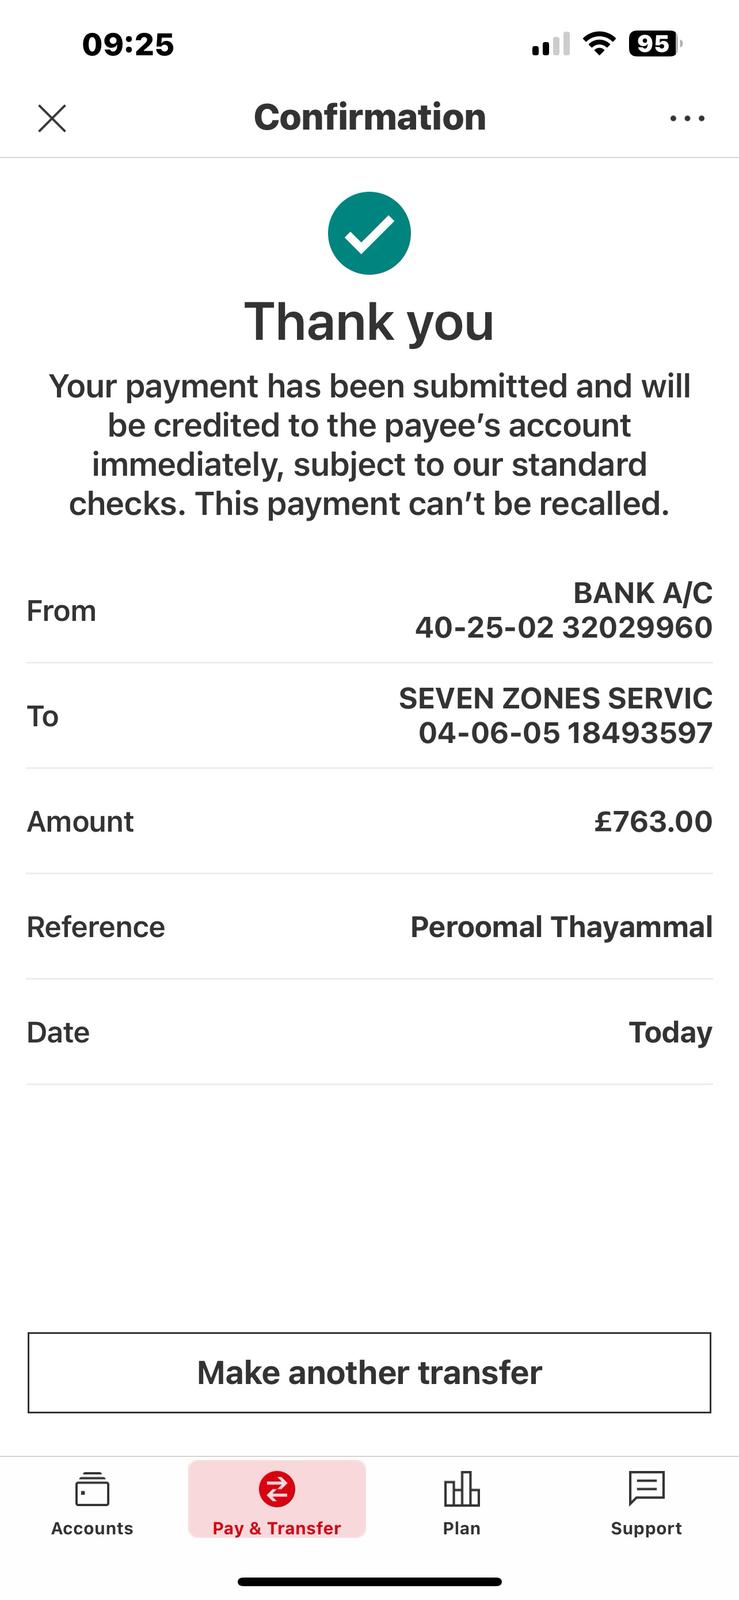 09:25
95
Confirmation
Thank you
Your payment has been submitted and will
be credited to the payee’s account
immediately, subject to our standard
checks. This payment can’t be recalled.
From
BANK A/C
40-25-02 32029960
To
SEVEN ZONES SERVIC
04-06-05 18493597
Amount
£763.00
Reference
Peroomal Thayammal
Date
Today
Make another transfer
Accounts
Pay & Transfer
Plan
Support